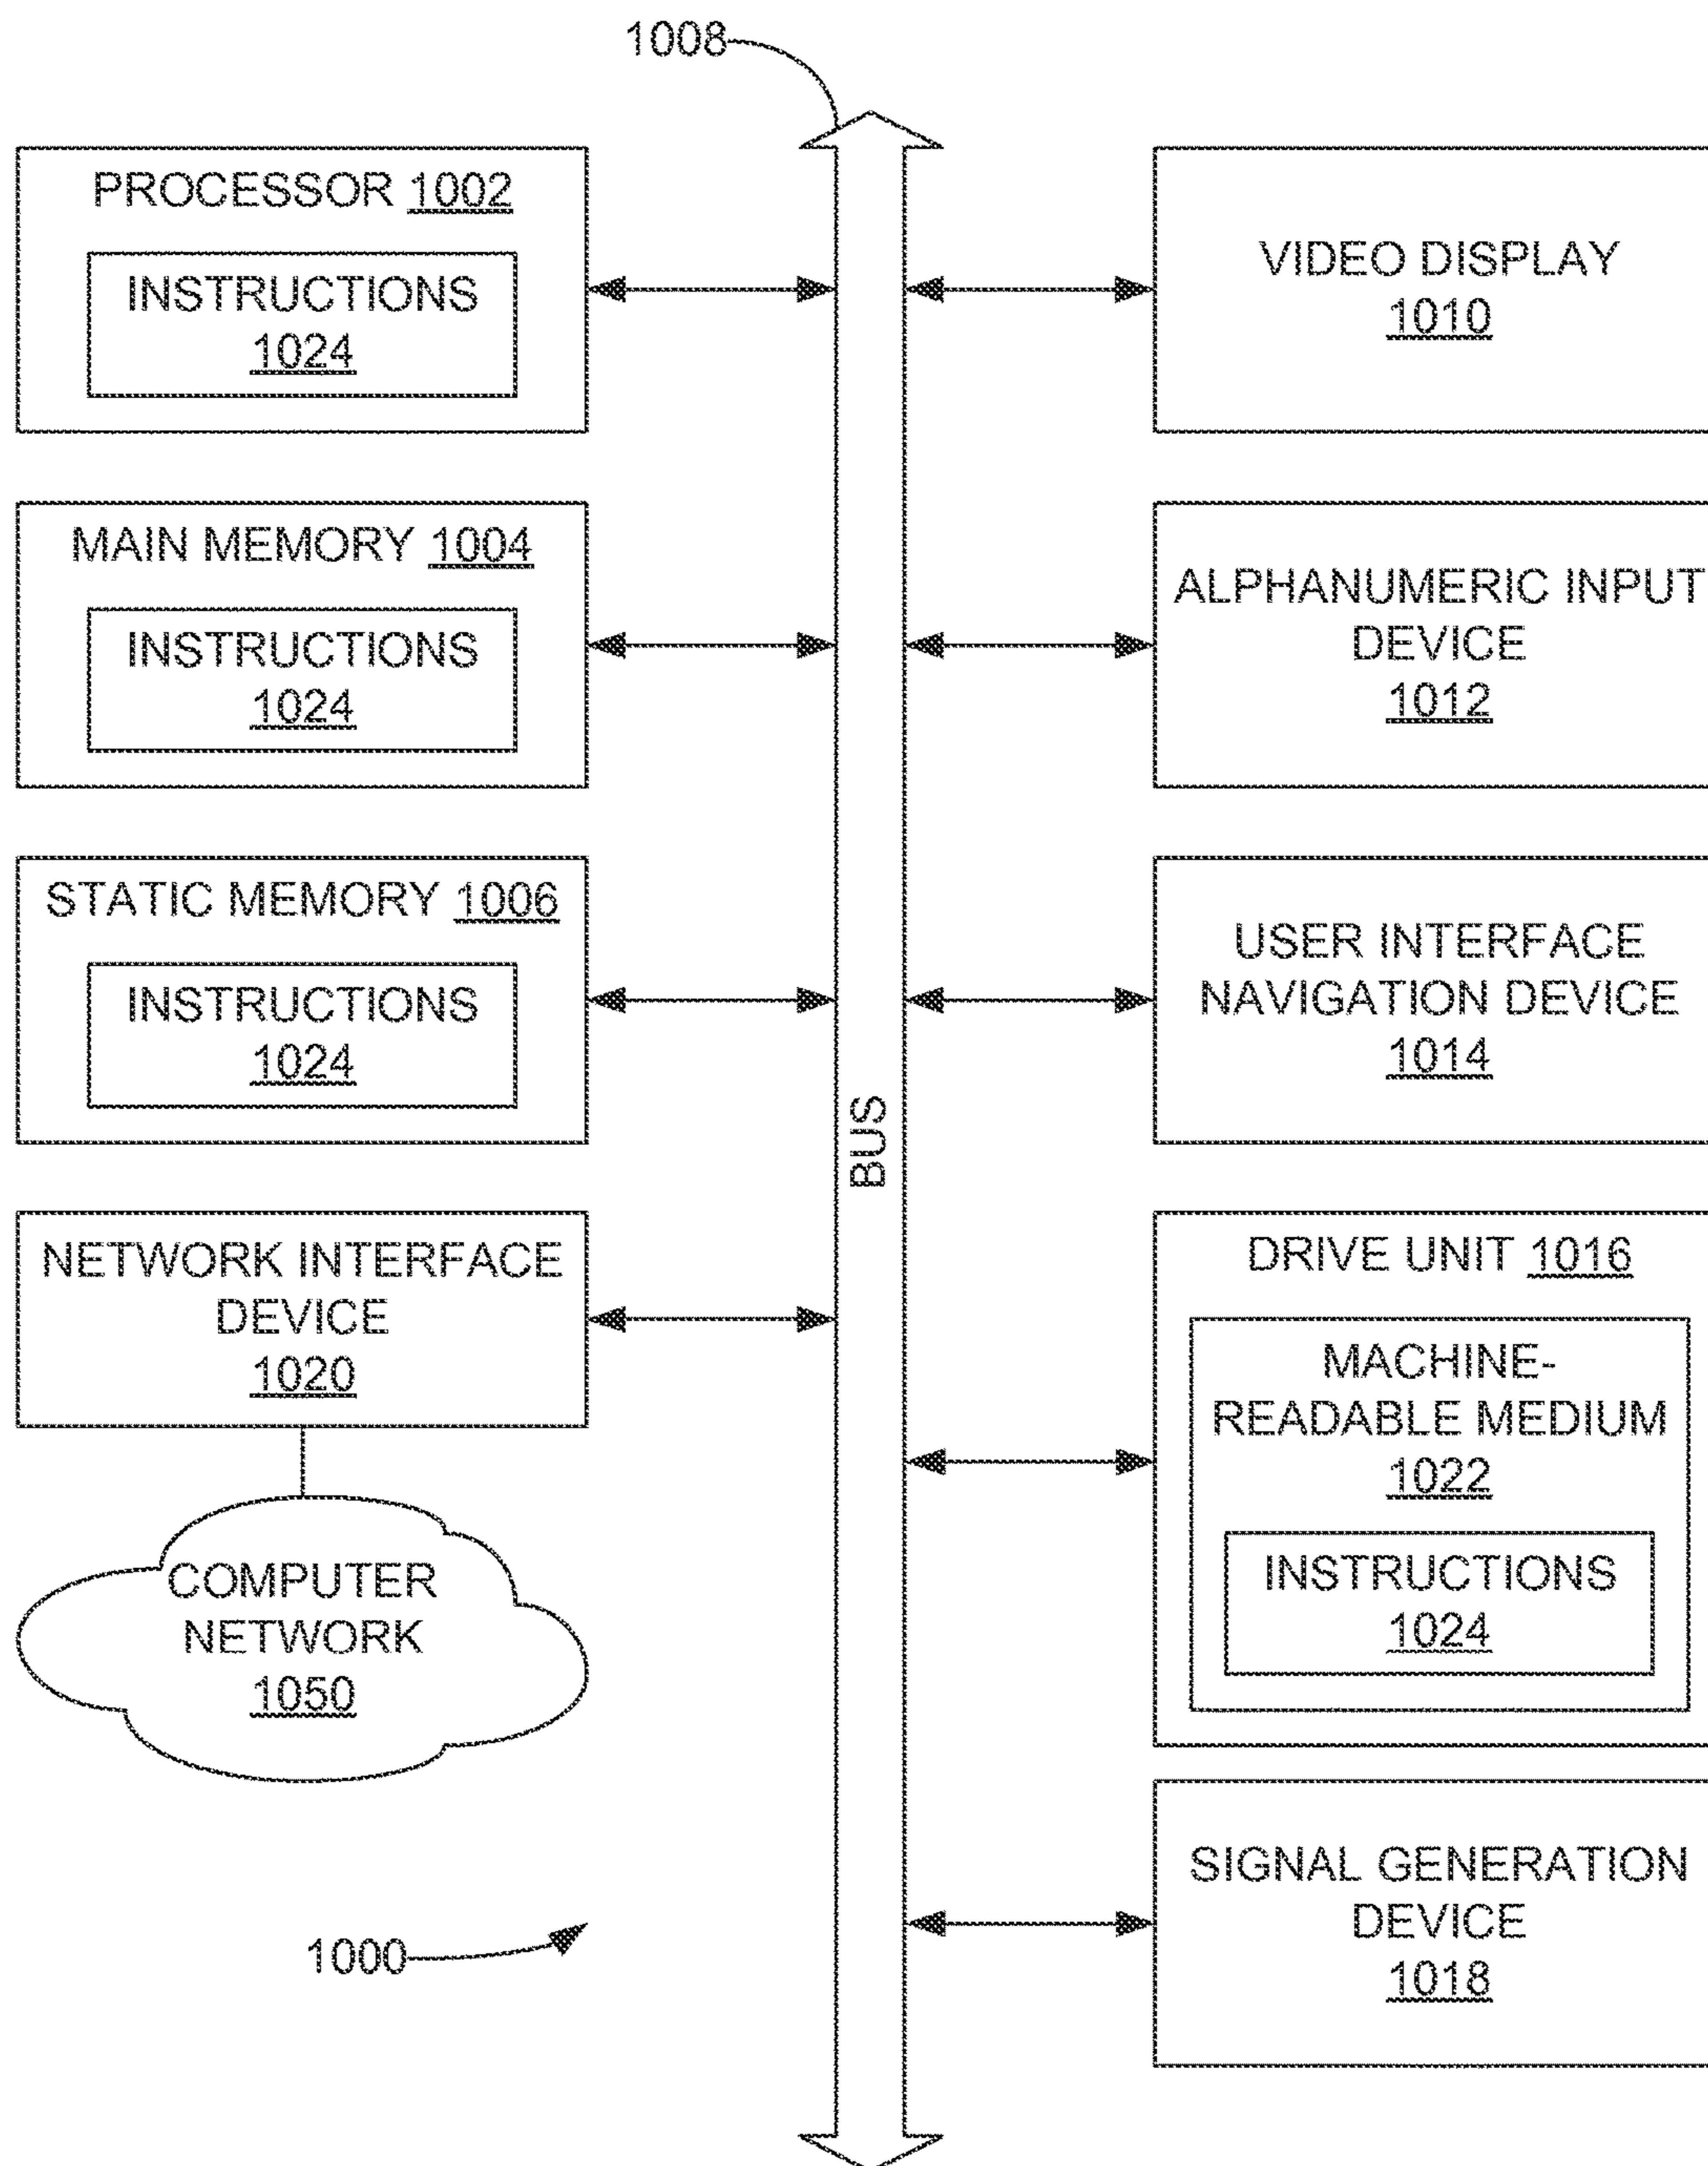 1008
PROCESSOR 1002
INSTRUCTIONS
1024
MAIN MEMORY 1004
INSTRUCTIONS
1024
STATIC MEMORY 1006
INSTRUCTIONS
1024
NETWORK INTERFACE
DEVICE
1020
COMPUTER
NETWORK
1050
1000
BUS
VIDEO DISPLAY
1010
ALPHANUMERIC INPUT
DEVICE
1012
USER INTERFACE
NAVIGATION DEVICE
1014
DRIVE UNIT 1016
MACHINE-
READABLE MEDIUM
1022
INSTRUCTIONS
1024
SIGNAL GENERATION
DEVICE
1018